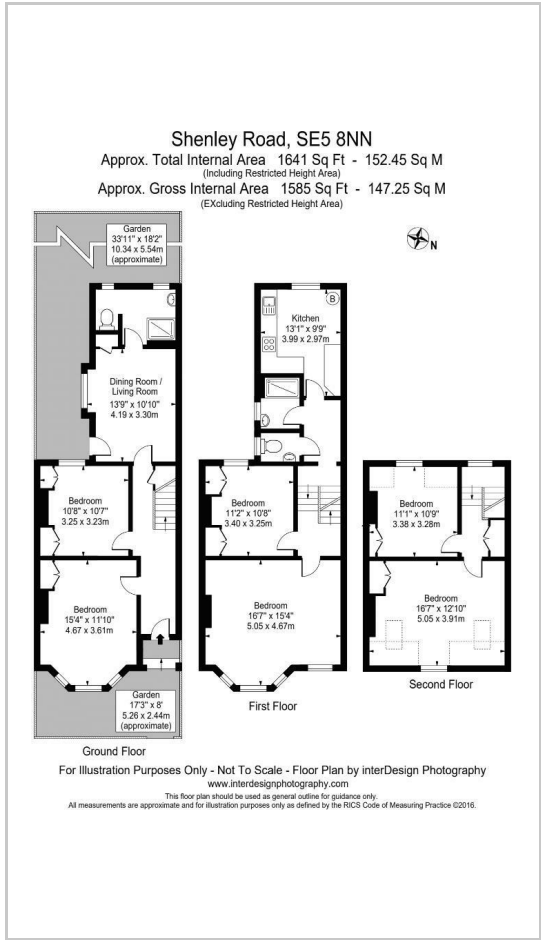 Shenley Road, SE5 8NN
Approx. Total Internal Area 1641 Sq Ft - 152.45 Sq M
(Including Restricted Height Area)
Approx. Gross Internal Area 1585 Sq Ft - 147.25 Sq M
(EXcluding Restricted Height Area)
Garden
33'11" x 18'2"
10.34 x 5.54m
(approximate)
N
Dining Room /
Living Room
13'9" x 10'10"
4.19 x 3.30m
Bedroom
10'8" x 10'7"
3.25 x 3.23m
Bedroom
15'4" x 11'10"
4.67 x 3.61m
Garden
17'3" x 8'
5.26 x 2.44m
(approximate)
Ground Floor
B
Kitchen
13'1" x 9'9"
3.99 x 2.97m
Bedroom
11'2" x 10'8"
3.40 x 3.25m
Bedroom
16'7" x 15'4"
5.05 x 4.67m
First Floor
Bedroom
11'1" x 10'9"
3.38 x 3.28m
Bedroom
16'7" x 12'10"
5.05 x 3.91m
Second Floor
For Illustration Purposes Only - Not To Scale - Floor Plan by interDesign Photography
www.interdesignphotography.com
This floor plan should be used as general outline for guidance only.
All measurements are approximate and for illustration purposes only as defined by the RICS Code of Measuring Practice ©2016.